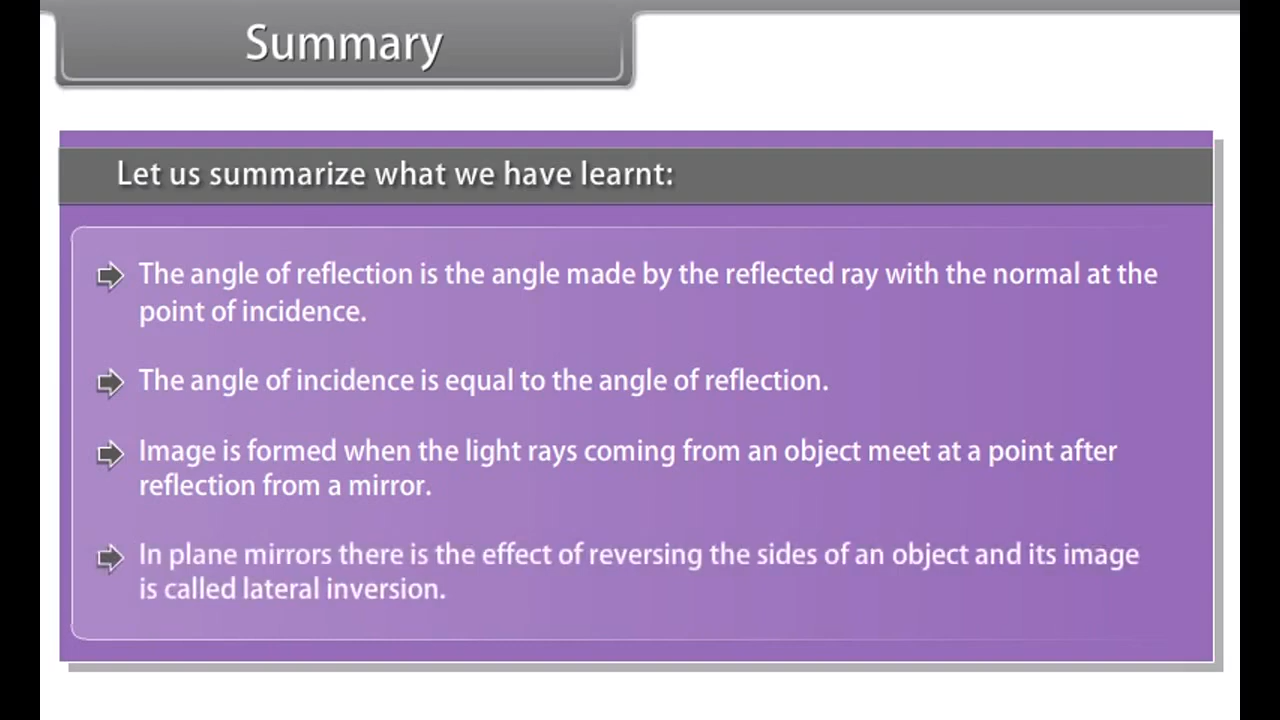 Summary
Let us summarize what we have learnt:
The angle of reflection is the angle made by the reflected ray with the normal at the
point of incidence.
The angle of incidence is equal to the angle of reflection.
Image is formed when the light rays coming from an object meet at a point after
reflection from a mirror.
In plane mirrors there is the effect of reversing the sides of an object and its image
is called lateral inversion.